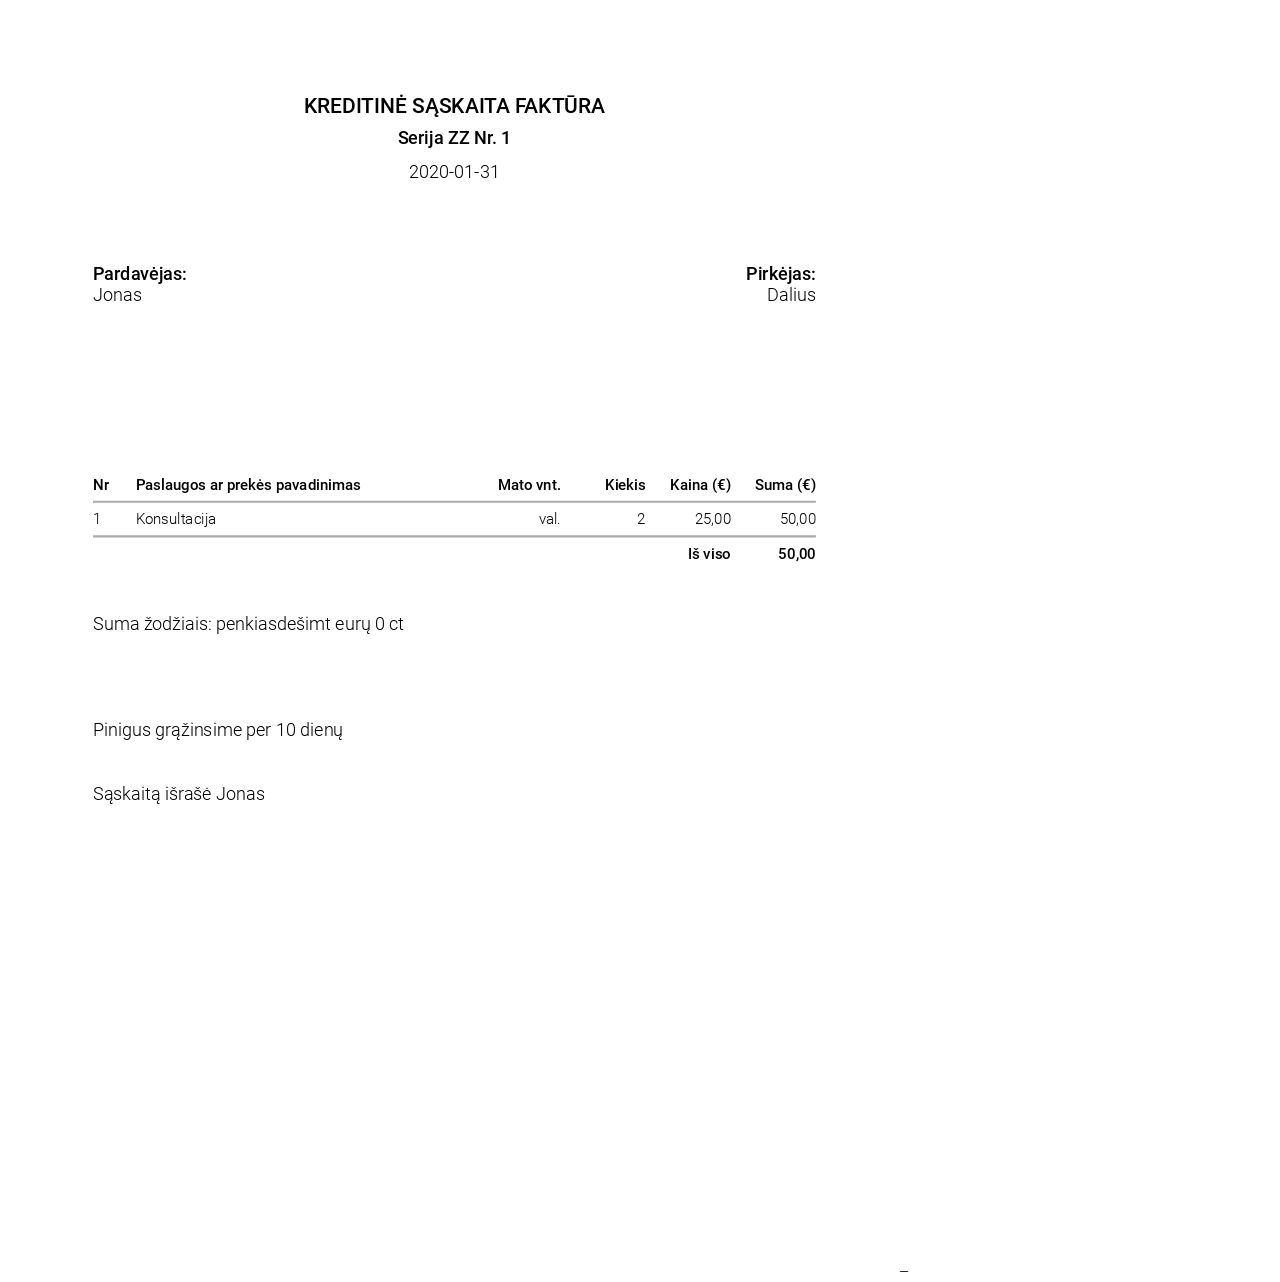 KREDITINĖ SĄSKAITA FAKTŪRA
Serija ZZ Nr. 1
2020-01-31
Pardavėjas: Pirkėjas:
Jonas Dalius
Nr Paslaugos ar prekės pavadinimas Mato vnt. Kiekis Kaina (€) Suma (€)
1 Konsultacija val. 2 25,00 50,00
Iš viso 50,00
Suma žodžiais: penkiasdešimt eurų 0 ct
Pinigus grąžinsime per 10 dienų
Sąskaitą išrašė Jonas